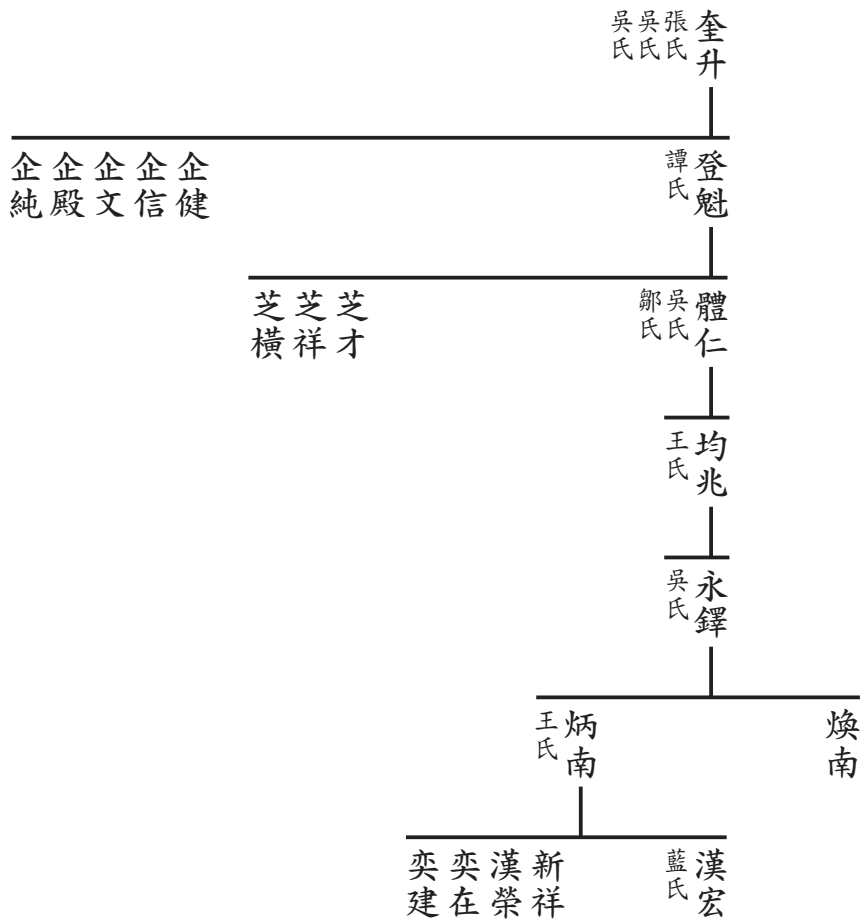 奎升
張氏
吳氏
吳氏
登魁
譚氏
企健
企信
企文
企殿
企純
體仁
吳氏
鄒氏
芝才
芝祥
芝橫
均兆
王氏
永鐸
吳氏
煥南
炳南
王氏
漢宏
藍氏
新祥
漢榮
奕在
奕建